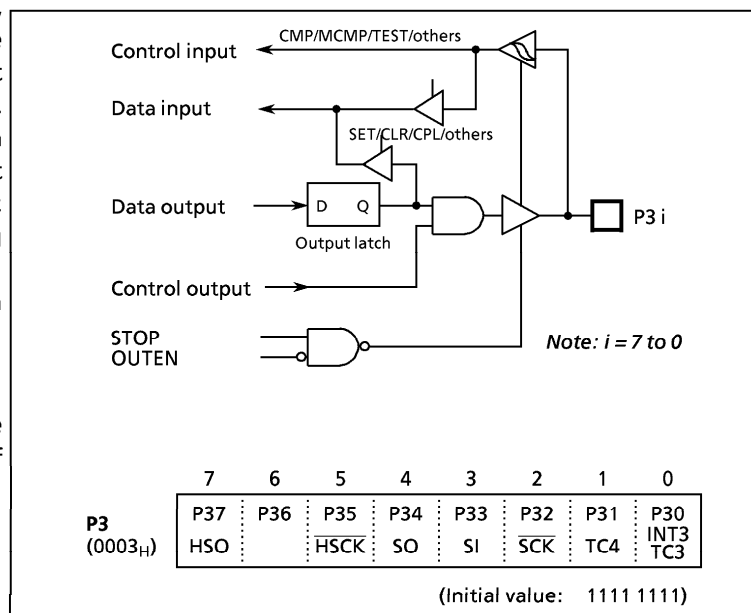 Control input
CMP/MCMP/TEST/others
Data input
SET/CLR/CPL/others
Data output
D Q
P3 i
Output latch
Control output
STOP
OUTEN
Note: i = 7 to 0
7 6 5 4 3 2 1 0
P3
(0003H)
P37 P36 P35 P34 P33 P32 P31 P30
HSO HSCK SO SI SCK TC4 INT3
TC3
(Initial value: 1111 1111)